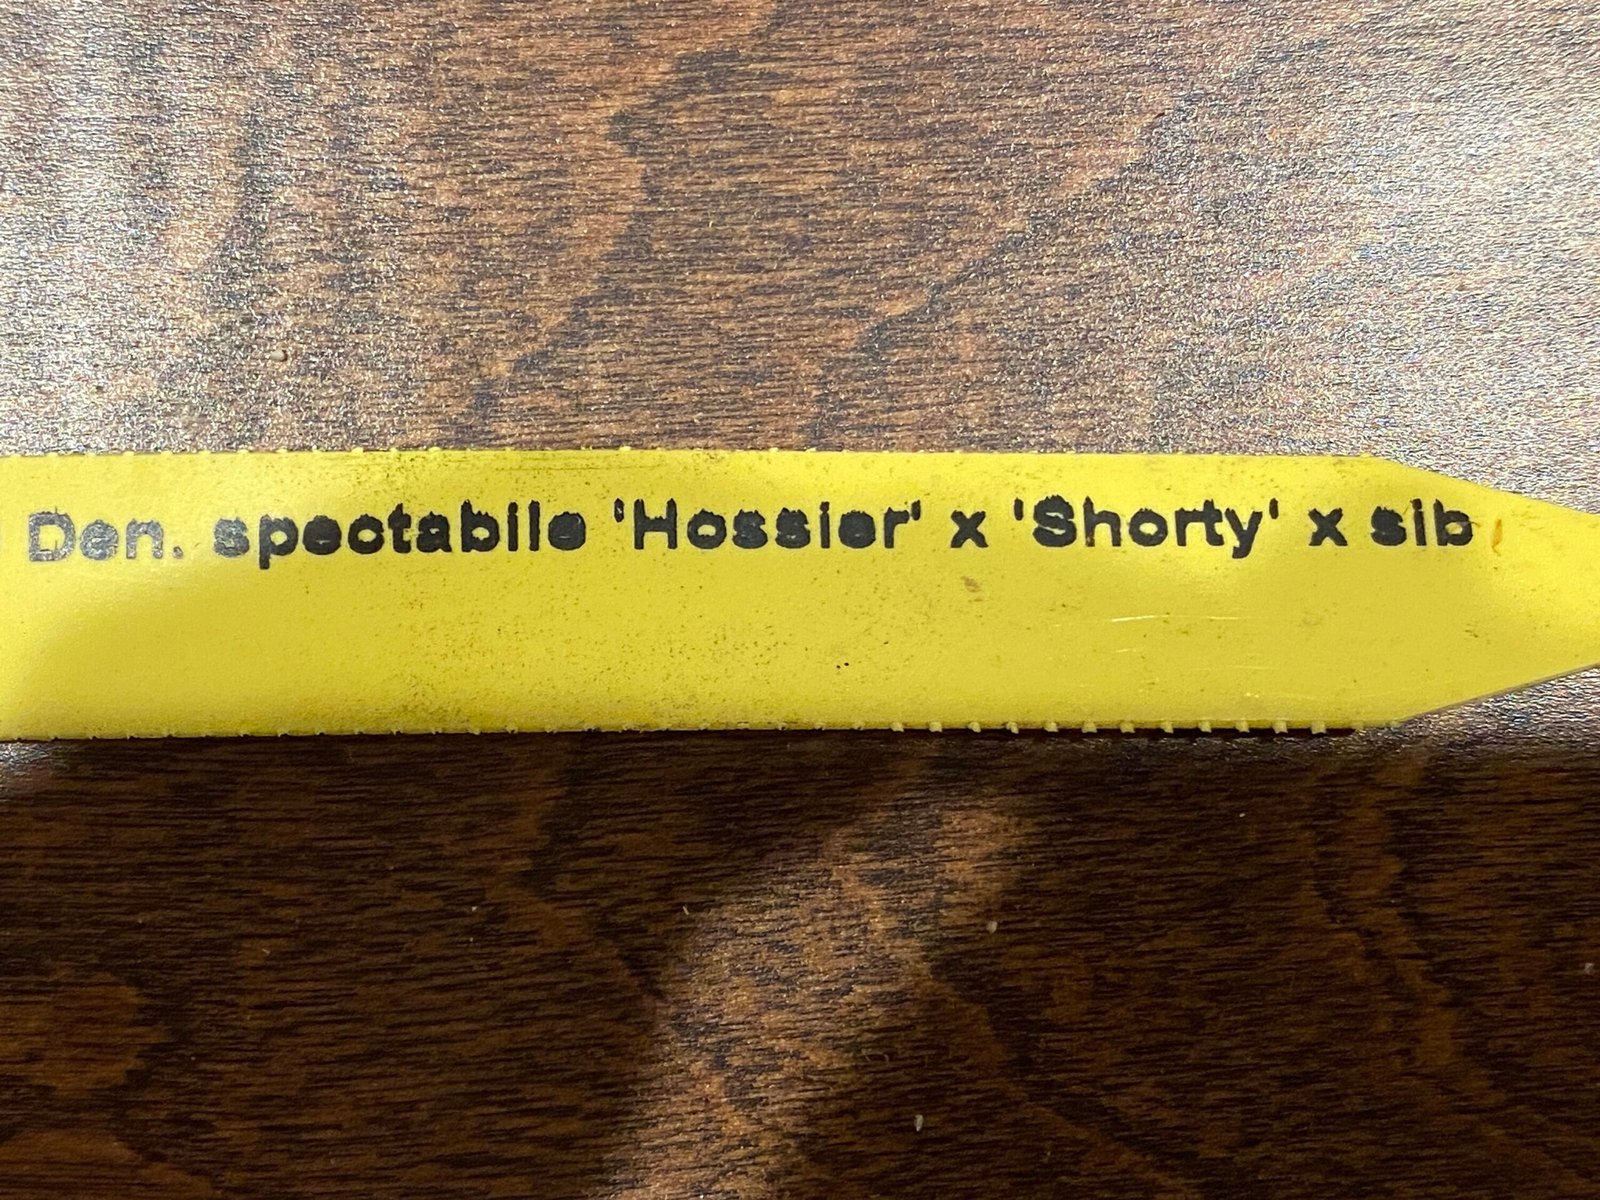 Den. spectabile 'Hossier' x 'Shorty' x sib